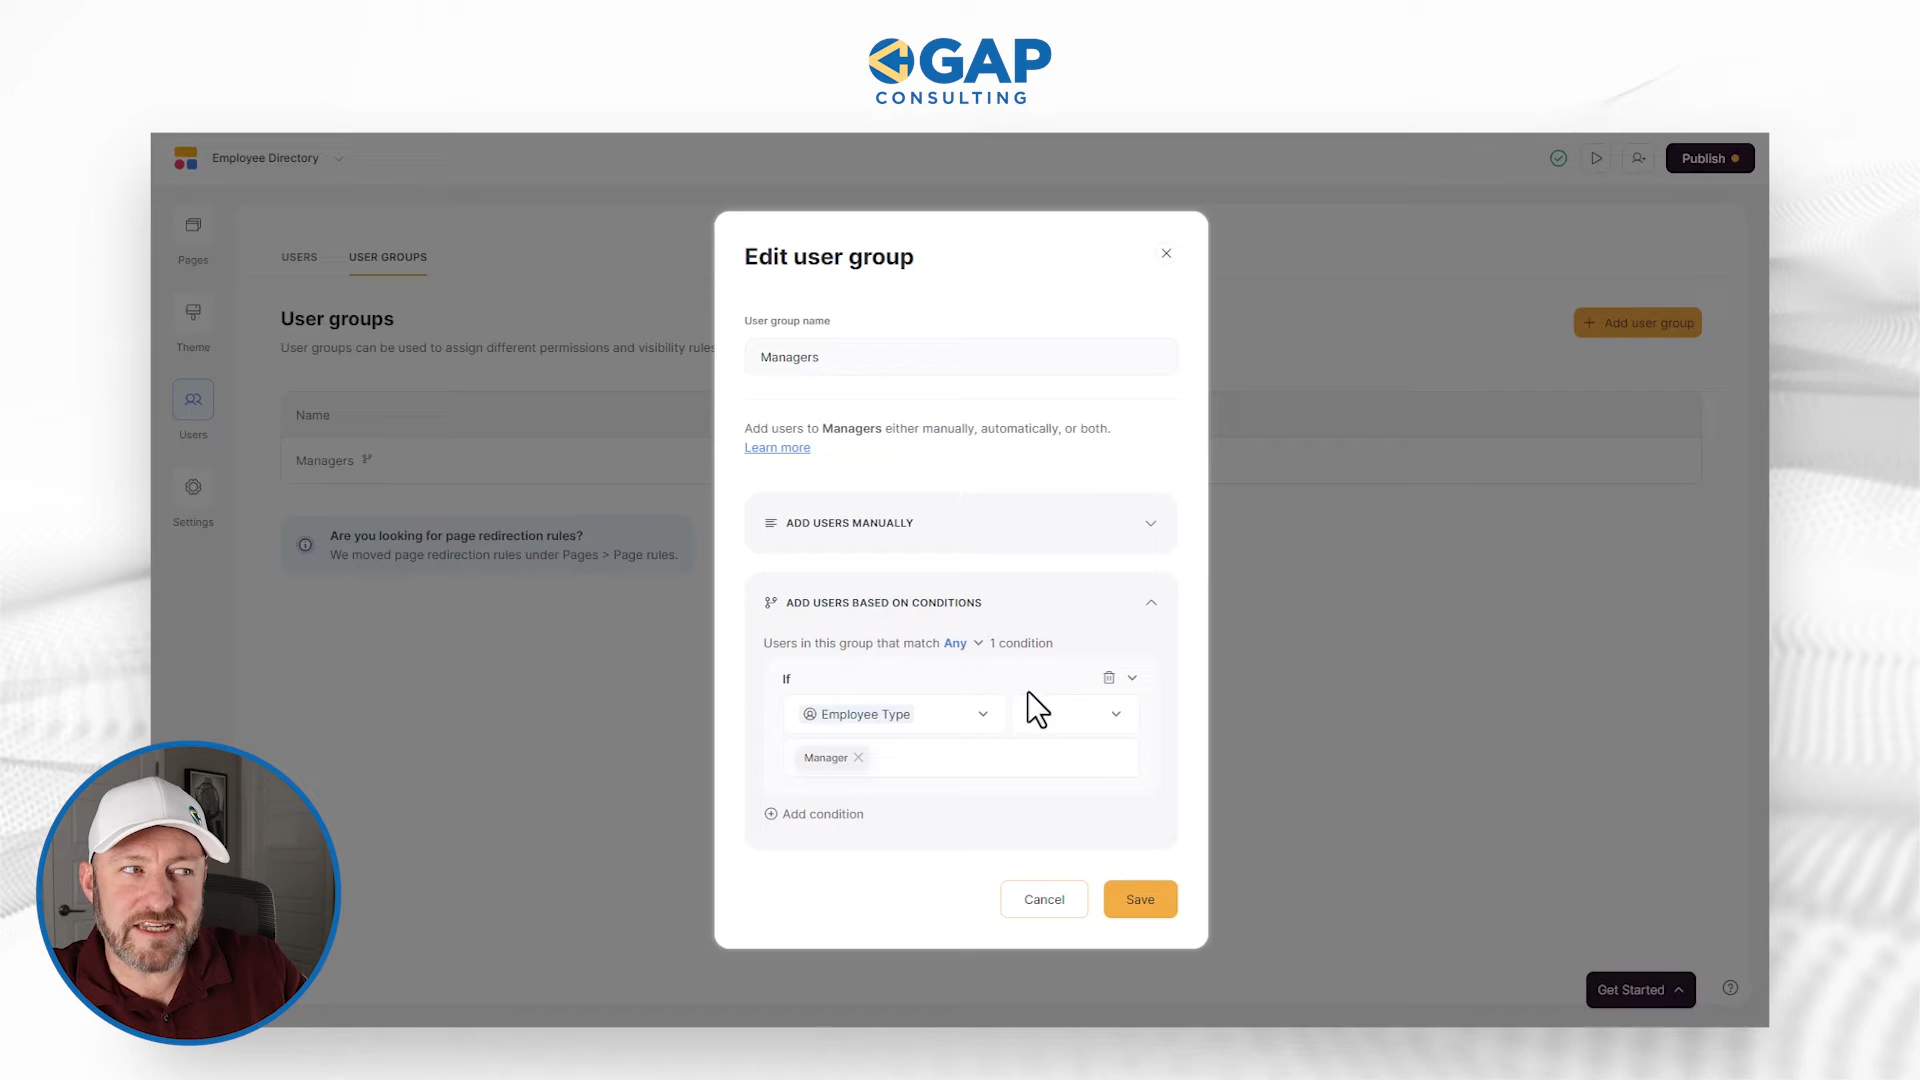 GAP
CONSULTING
Employee Directory
Publish
Pages
Theme
Users
Settings
USERS
USER GROUPS
User groups
User groups can be used to assign different permissions and visibility rules
Add user group
Name
Managers
Are you looking for page redirection rules?
We moved page redirection rules under Pages > Page rules.
Edit user group
User group name
Managers
Add users to Managers either manually, automatically, or both.
Learn more
ADD USERS MANUALLY
ADD USERS BASED ON CONDITIONS
Users in this group that match Any 1 condition
If
Employee Type
Manager
Add condition
Cancel
Save
Get Started